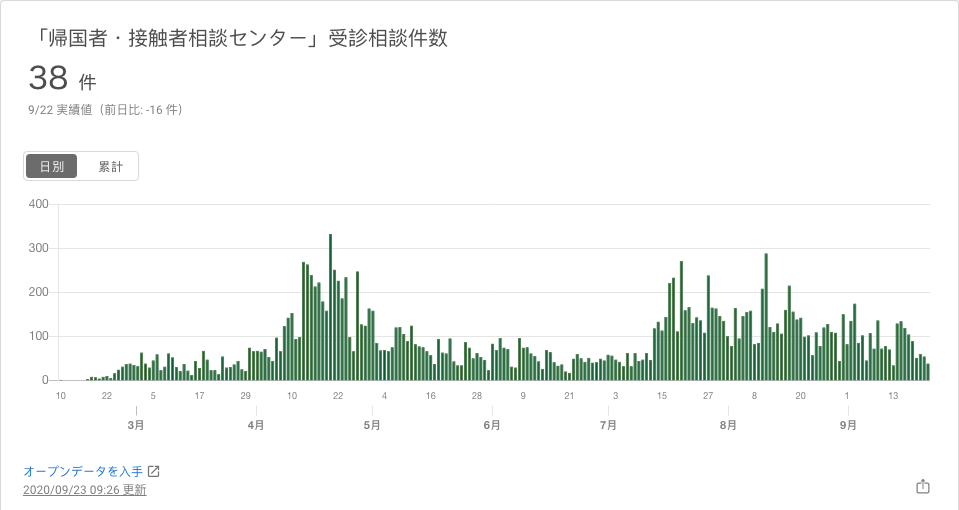 「帰国者・接触者相談センター」受診相談件数
38 件
9/22 実績値（前日比: -16 件）
日別 累計
400
300
200
100
0
10 22 5 17 29 10 22 4 16 28 9 21 3 15 27 8 20 1 13
3月 4月 5月 6月 7月 8月 9月
オープンデータを入手
2020/09/23 09:26 更新